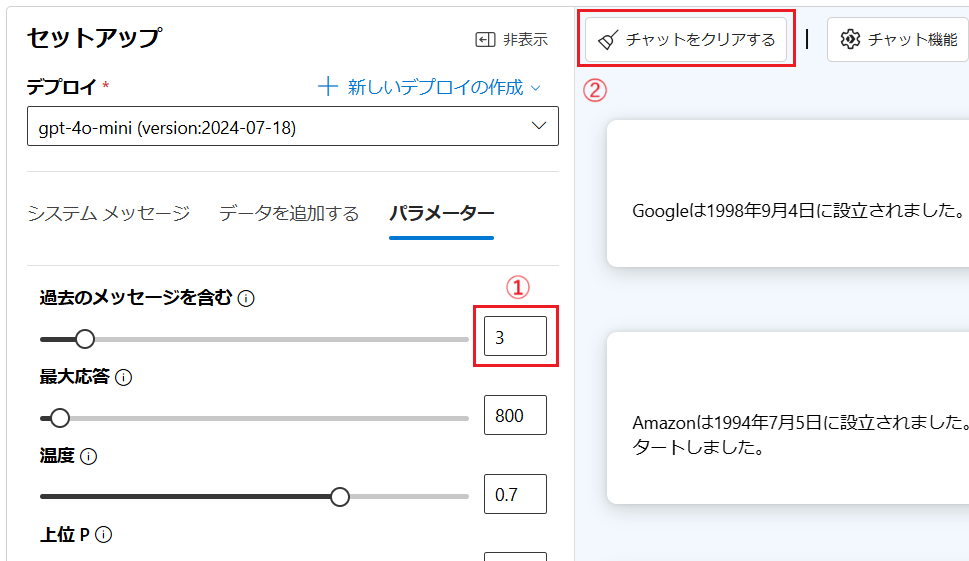 セットアップ
非表示
デプロイ *
新しいデプロイの作成
gpt-4o-mini (version:2024-07-18)
システム メッセージ
データを追加する
パラメーター
①
過去のメッセージを含む
3
最大応答
800
温度
0.7
上位 P
チャットをクリアする
チャット機能
②
Googleは1998年9月4日に設立されました。
Amazonは1994年7月5日に設立されました。
タートしました。